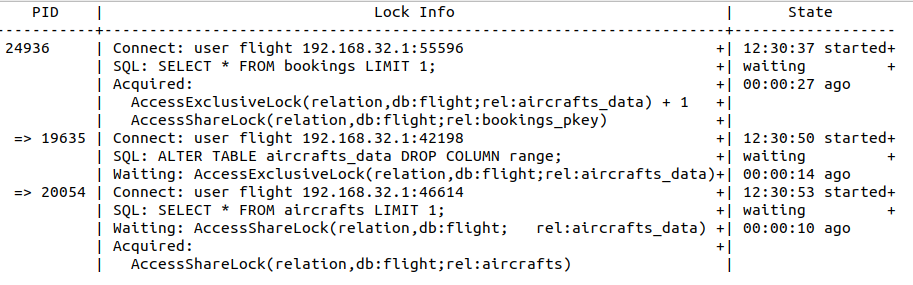 PID     |                                Lock Info                                |       State
-----------+-------------------------------------------------------------------------+------------------
24936      | Connect: user flight 192.168.32.1:55596                                +| 12:30:37 started+
           | SQL: SELECT * FROM bookings LIMIT 1;                                   +| waiting         +
           | Acquired:                                                              +| 00:00:27 ago
           |   AccessExclusiveLock(relation,db:flight;rel:aircrafts_data) + 1   +|
           |   AccessShareLock(relation,db:flight;rel:bookings_pkey)                +|
 => 19635  | Connect: user flight 192.168.32.1:42198                                +| 12:30:50 started+
           | SQL: ALTER TABLE aircrafts_data DROP COLUMN range;                     +| waiting         +
           | Waiting: AccessExclusiveLock(relation,db:flight;rel:aircrafts_data)+| 00:00:14 ago
 => 20054  | Connect: user flight 192.168.32.1:46614                                +| 12:30:53 started+
           | SQL: SELECT * FROM aircrafts LIMIT 1;                                  +| waiting         +
           | Waiting: AccessShareLock(relation,db:flight;   rel:aircrafts_data) +| 00:00:10 ago
           | Acquired:                                                              +|
           |   AccessShareLock(relation,db:flight;rel:aircrafts)                     |